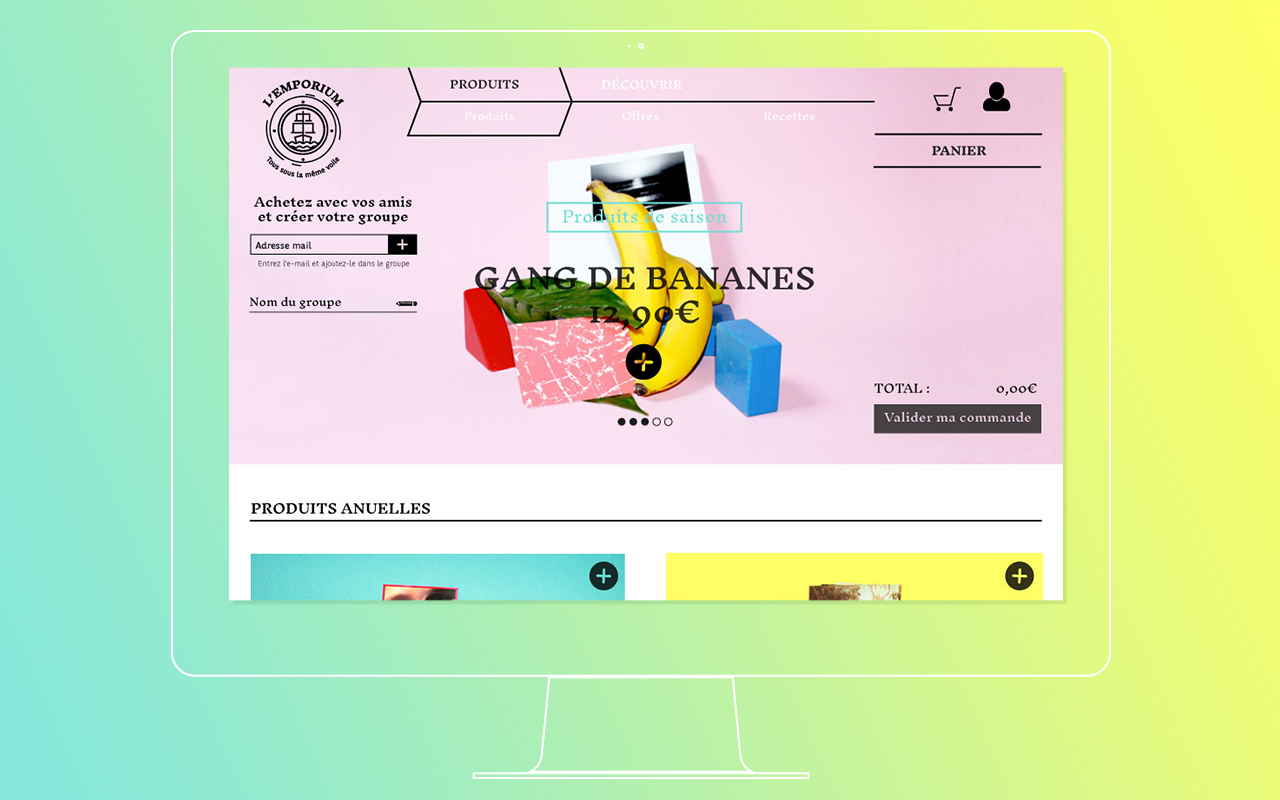 L'EMPORIUM
Tous sous la même voile
PRODUITS
DÉCOUVRIR
Produits
Offres
Recettes
PANIER
Achetez avec vos amis
et créer votre groupe
Adresse mail
Entrez l'e-mail et ajoutez-le dans le groupe
Nom du groupe
Produits de saison
GANG DE BANANES
12,90€
TOTAL : 0,00€
Valider ma commande
PRODUITS ANUELLES